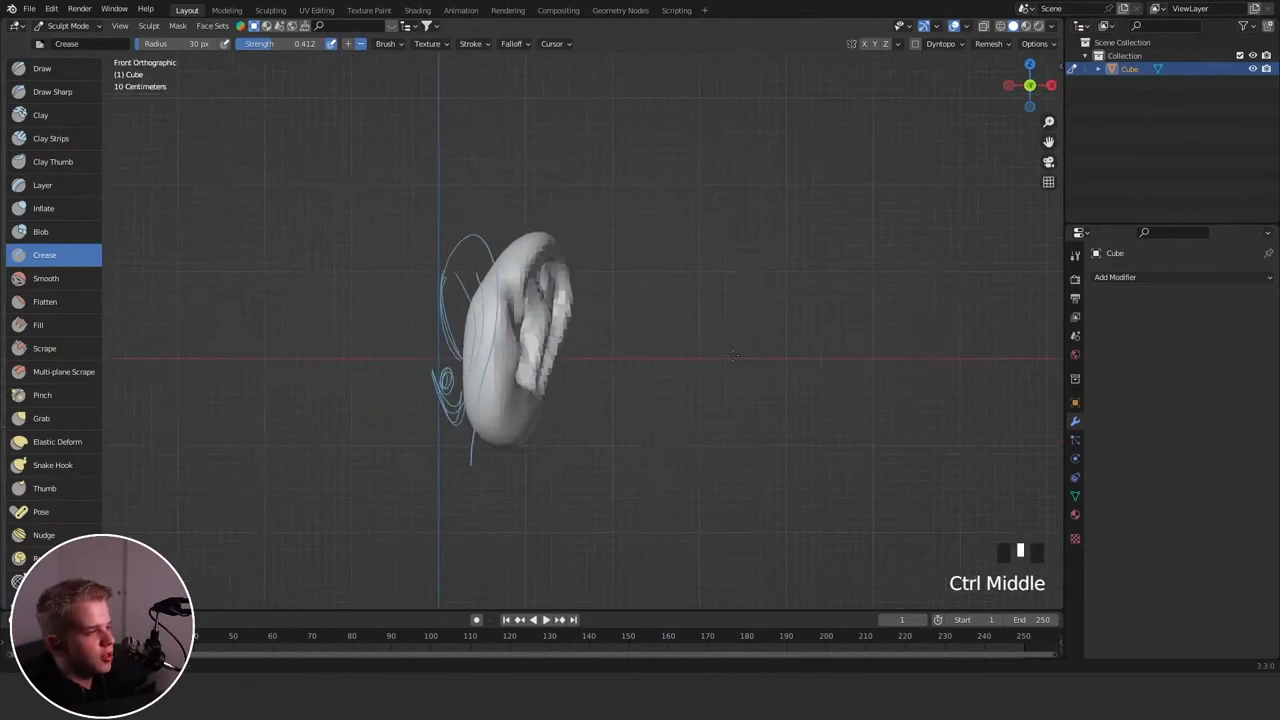 File Edit Render Window Help Layout Modeling Sculpting UV Editing Texture Paint Shading Animation Rendering Compositing Geometry Nodes Scripting + Scene ViewLayer
Sculpt Mode View Sculpt Mask Face Sets
Crease Radius 30 px Strength 0.412 Brush Texture Stroke Falloff Cursor X Y Z Dyntopo Remesh Options
Scene Collection
Collection
Cube
Front Orthographic
(1) Cube
10 Centimeters
Z
Y
X
Draw
Draw Sharp
Clay
Clay Strips
Clay Thumb
Layer
Inflate
Blob
Crease
Smooth
Flatten
Fill
Scrape
Multi-plane Scrape
Pinch
Grab
Elastic Deform
Snake Hook
Thumb
Pose
Nudge
Cube
Add Modifier
Ctrl Middle
1 Start 1 End 250
50 60 70 80 90 100 110 120 130 140 150 160 170 180 190 200 210 220 230 240 250
3.3.0